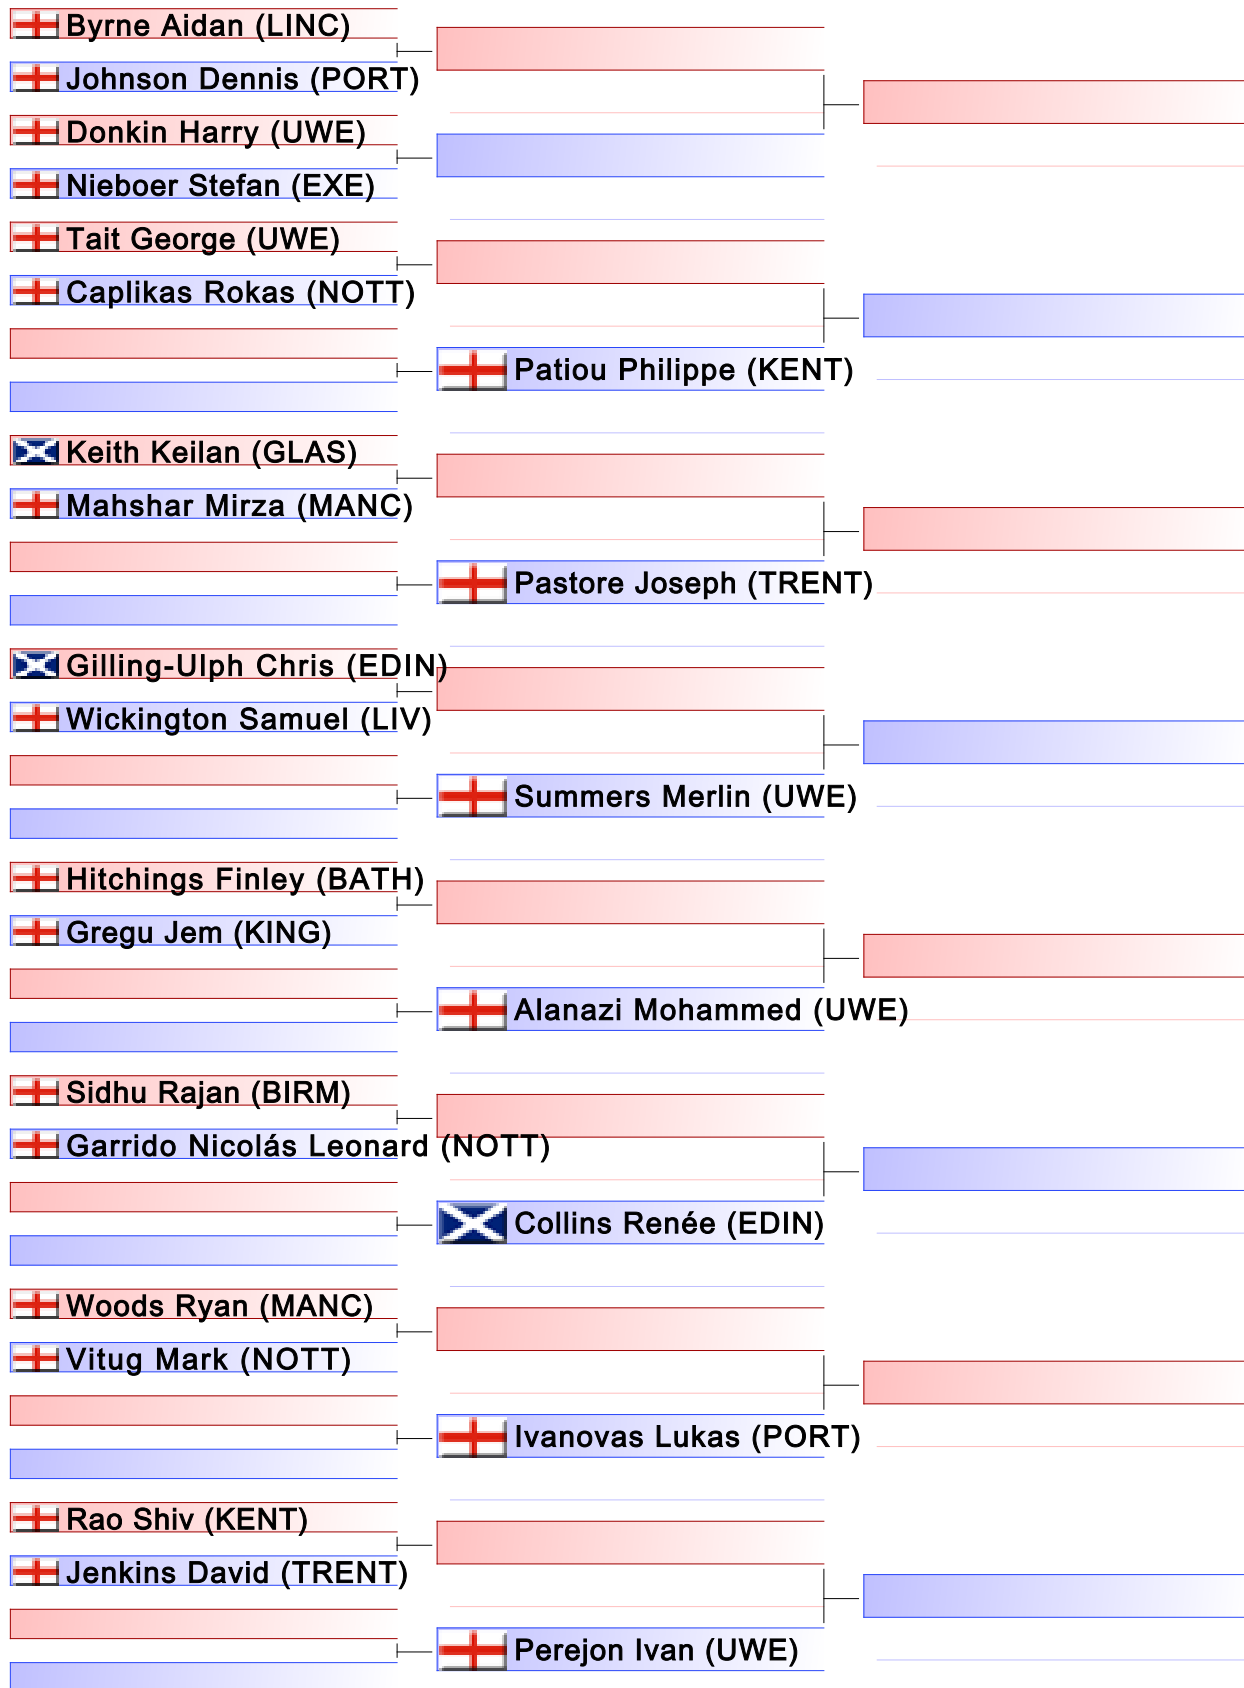 Byrne Aidan (LINC)
Johnson Dennis (PORT)
Donkin Harry (UWE)
Nieboer Stefan (EXE)
Tait George (UWE)
Caplikas Rokas (NOTT)
Patiou Philippe (KENT)
Keith Keilan (GLAS)
Mahshar Mirza (MANC)
Pastore Joseph (TRENT)
Gilling-Ulph Chris (EDIN)
Wickington Samuel (LIV)
Summers Merlin (UWE)
Hitchings Finley (BATH)
Gregu Jem (KING)
Alanazi Mohammed (UWE)
Sidhu Rajan (BIRM)
Garrido Nicolás Leonard (NOTT)
Collins Renée (EDIN)
Woods Ryan (MANC)
Vitug Mark (NOTT)
Ivanovas Lukas (PORT)
Rao Shiv (KENT)
Jenkins David (TRENT)
Perejon Ivan (UWE)